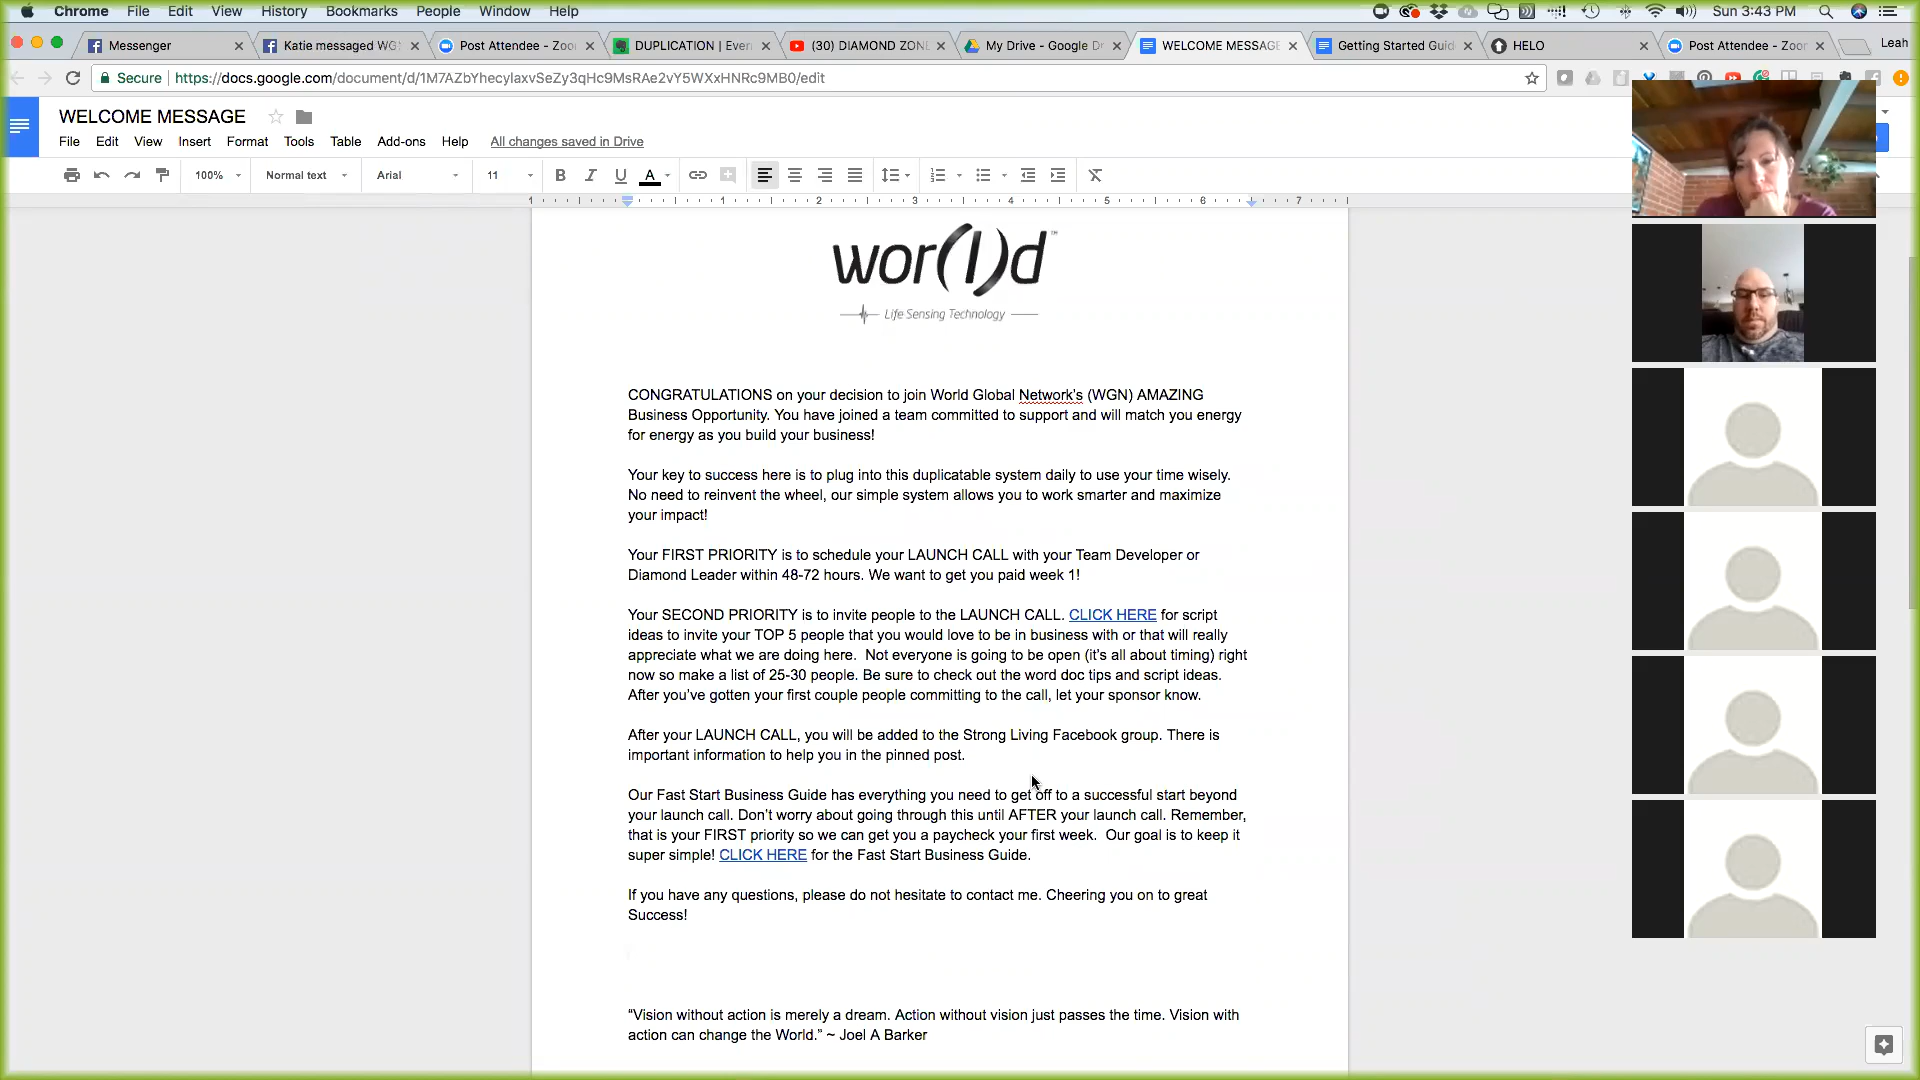 Chrome File Edit View History Bookmarks People Window Help Sun 3:43 PM
Messenger Katie messaged WGN Post Attendee - Zoo DUPLICATION | Ever (30) DIAMOND ZONE My Drive - Google Dr WELCOME MESSAGE Getting Started Guid HELO Post Attendee - Zoor Leah
Secure https://docs.google.com/document/d/1M7AZbYhecylaxvSeZy3qHc9MsRAe2vY5WXxHNRc9MB0/edit
WELCOME MESSAGE
File Edit View Insert Format Tools Table Add-ons Help All changes saved in Drive
100% Normal text Arial 11 B I U A
1 1 2 3 4 5 6 7
wor(l)d™
Life Sensing Technology
CONGRATULATIONS on your decision to join World Global Network's (WGN) AMAZING
Business Opportunity. You have joined a team committed to support and will match you energy
for energy as you build your business!
Your key to success here is to plug into this duplicatable system daily to use your time wisely.
No need to reinvent the wheel, our simple system allows you to work smarter and maximize
your impact!
Your FIRST PRIORITY is to schedule your LAUNCH CALL with your Team Developer or
Diamond Leader within 48-72 hours. We want to get you paid week 1!
Your SECOND PRIORITY is to invite people to the LAUNCH CALL. CLICK HERE for script
ideas to invite your TOP 5 people that you would love to be in business with or that will really
appreciate what we are doing here. Not everyone is going to be open (it's all about timing) right
now so make a list of 25-30 people. Be sure to check out the word doc tips and script ideas.
After you've gotten your first couple people committing to the call, let your sponsor know.
After your LAUNCH CALL, you will be added to the Strong Living Facebook group. There is
important information to help you in the pinned post.
Our Fast Start Business Guide has everything you need to get off to a successful start beyond
your launch call. Don't worry about going through this until AFTER your launch call. Remember,
that is your FIRST priority so we can get you a paycheck your first week. Our goal is to keep it
super simple! CLICK HERE for the Fast Start Business Guide.
If you have any questions, please do not hesitate to contact me. Cheering you on to great
Success!
“Vision without action is merely a dream. Action without vision just passes the time. Vision with
action can change the World.” ~ Joel A Barker